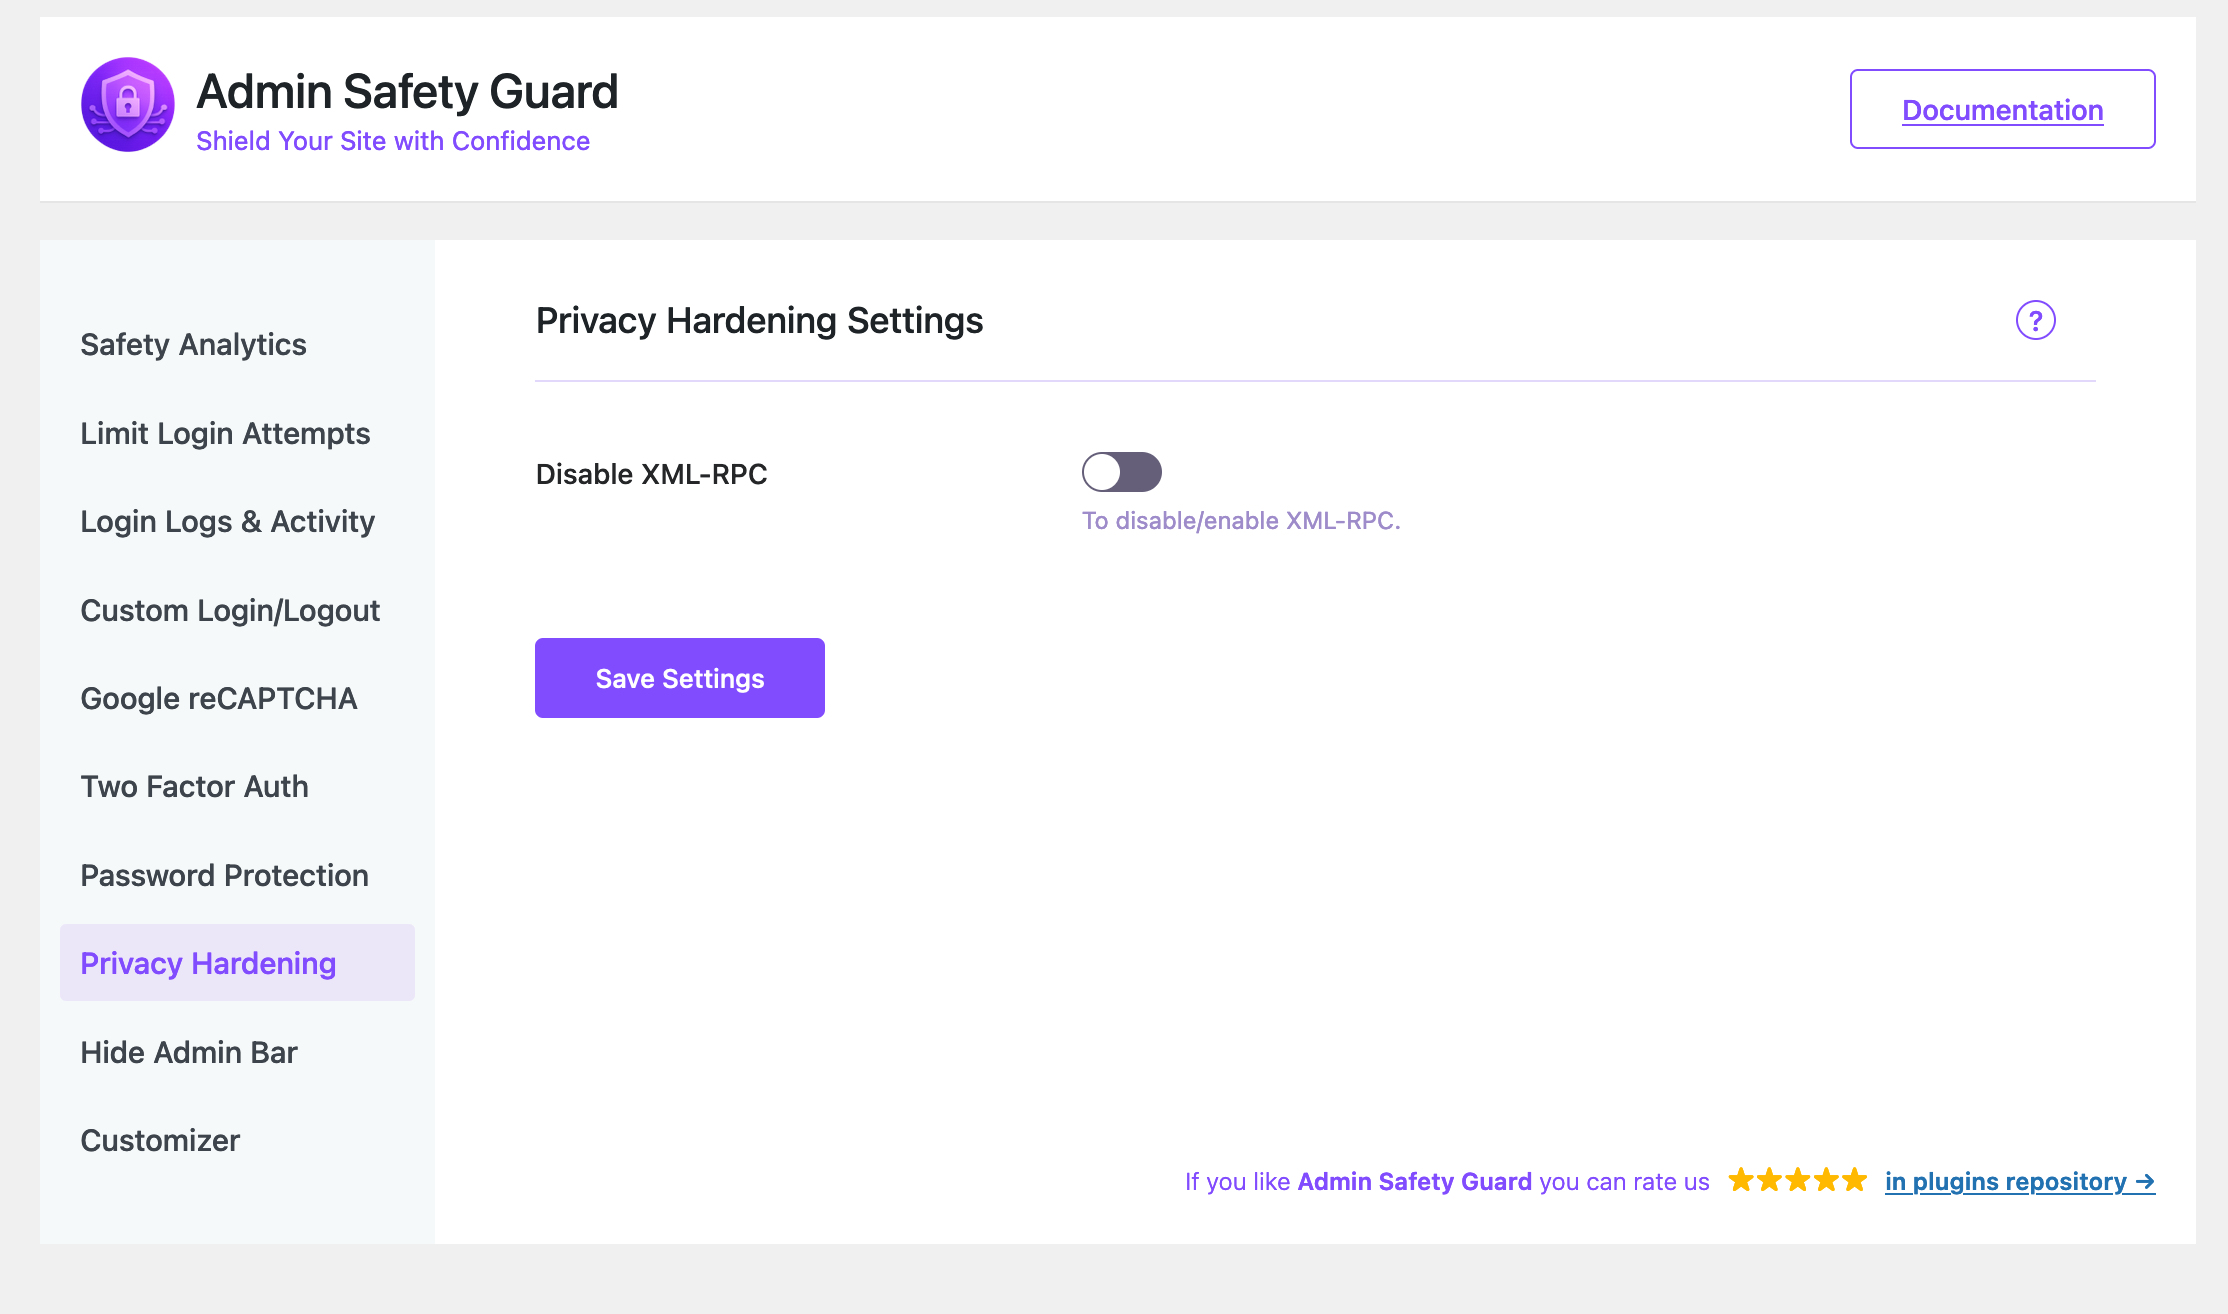 Admin Safety Guard
Shield Your Site with Confidence
Documentation
Safety Analytics
Limit Login Attempts
Login Logs & Activity
Custom Login/Logout
Google reCAPTCHA
Two Factor Auth
Password Protection
Privacy Hardening
Hide Admin Bar
Customizer
Privacy Hardening Settings
?
Disable XML-RPC
To disable/enable XML-RPC.
Save Settings
If you like Admin Safety Guard you can rate us ★★★★★ in plugins repository →